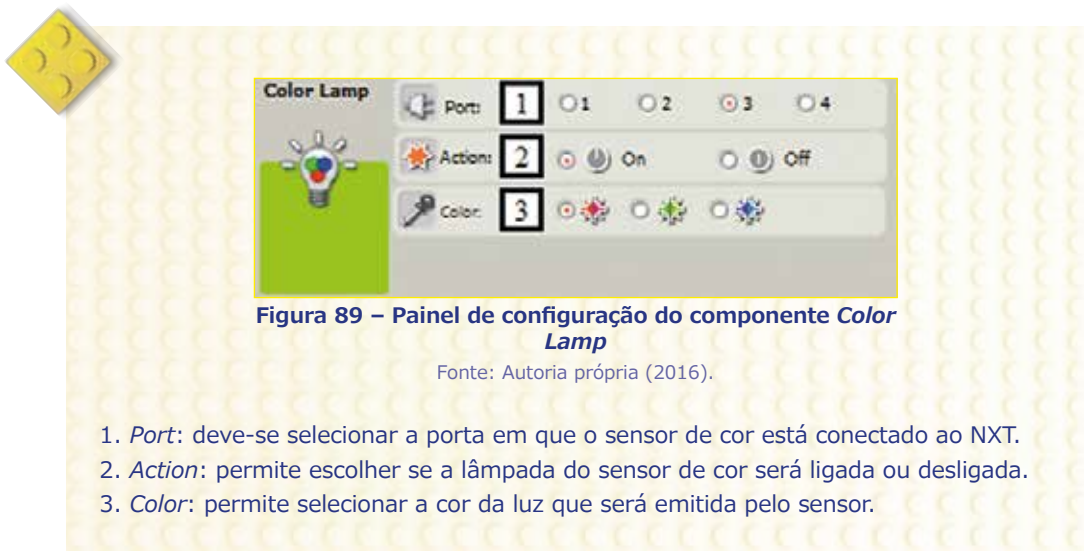 Color Lamp
Port: 1 1 2 3 4
Action: 2 On Off
Color: 3
Figura 89 – Painel de configuração do componente Color
Lamp
Fonte: Autoria própria (2016).
1. Port: deve-se selecionar a porta em que o sensor de cor está conectado ao NXT.
2. Action: permite escolher se a lâmpada do sensor de cor será ligada ou desligada.
3. Color: permite selecionar a cor da luz que será emitida pelo sensor.